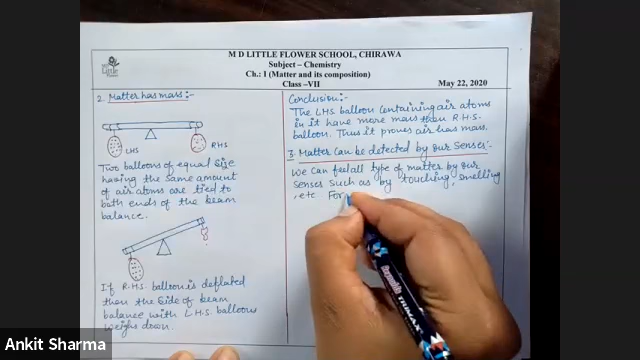 M D LITTLE FLOWER SCHOOL, CHIRAWA
Subject – Chemistry
Ch.: I (Matter and its composition)
Class –VII
May 22, 2020
2. Matter has mass:-
LHS
RHS
Two balloons of equal size
having the same amount
of air atoms are tied to
both ends of the beam
balance.
If R.H.S balloon is deflated
then the side of beam
balance with L.H.S balloon
weighs down.
Conclusion:-
The LHS balloon containing air atoms
in it have more mass than R.H.S
balloon. Thus it proves air has mass.
3. Matter can be detected by our senses:-
We can feel all type of matter by our
senses such as by touching, smelling
, etc For
Reynolds TRIMAX
Ankit Sharma